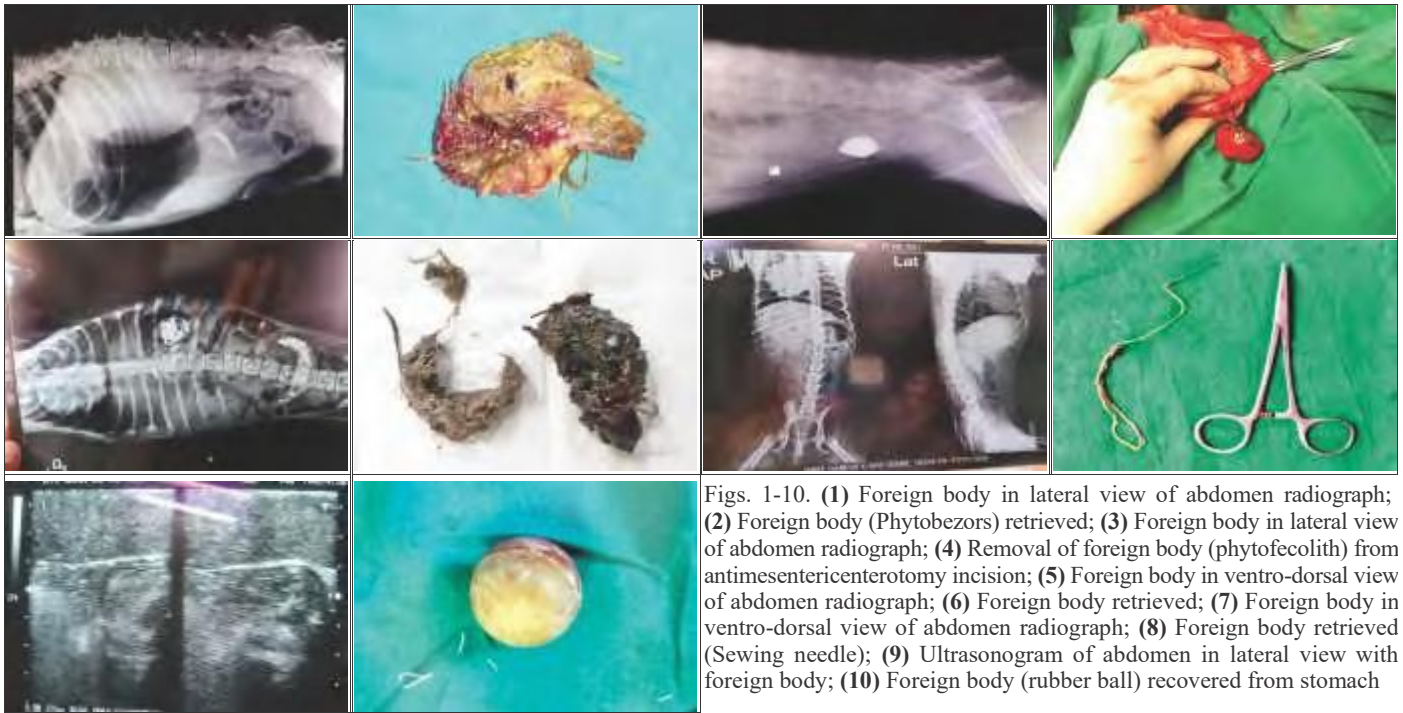 AP
Lat
Figs. 1-10. (1) Foreign body in lateral view of abdomen radiograph;
(2) Foreign body (Phytobezors) retrieved; (3) Foreign body in lateral view
of abdomen radiograph; (4) Removal of foreign body (phytofecolith) from
antimesentericenterotomy incision; (5) Foreign body in ventro-dorsal view
of abdomen radiograph; (6) Foreign body retrieved; (7) Foreign body in
ventro-dorsal view of abdomen radiograph; (8) Foreign body retrieved
(Sewing needle); (9) Ultrasonogram of abdomen in lateral view with
foreign body; (10) Foreign body (rubber ball) recovered from stomach